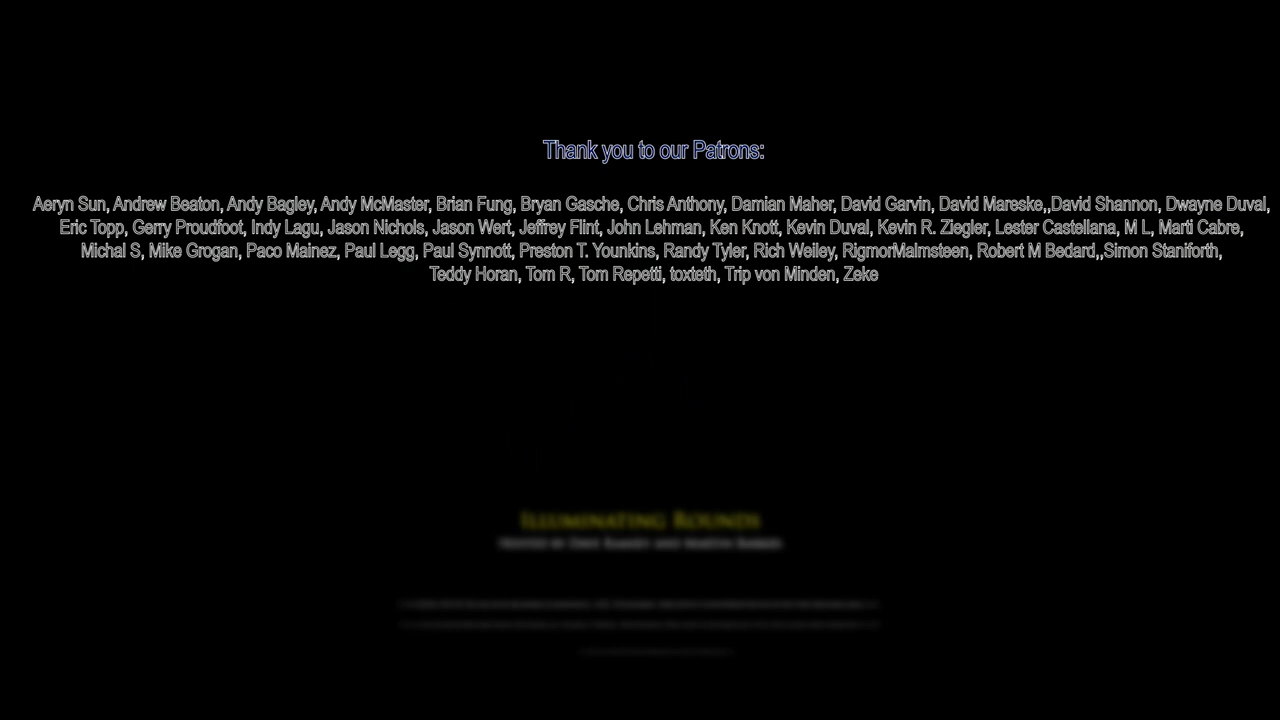 Thank you to our Patrons:
Aeryn Sun, Andrew Beaton, Andy Bagley, Andy McMaster, Brian Fung, Bryan Gasche, Chris Anthony, Damian Maher, David Garvin, David Mareske,,David Shannon, Dwayne Duval,
Eric Topp, Gerry Proudfoot, Indy Lagu, Jason Nichols, Jason Wert, Jeffrey Flint, John Lehman, Ken Knott, Kevin Duval, Kevin R. Ziegler, Lester Castellana, M L, Marti Cabre,
Michal S, Mike Grogan, Paco Mainez, Paul Legg, Paul Synnott, Preston T. Younkins, Randy Tyler, Rich Weiley, RigmorMalmsteen, Robert M Bedard,,Simon Staniforth,
Teddy Horan, Tom R, Tom Repetti, toxteth, Trip von Minden, Zeke
Illuminating Rounds